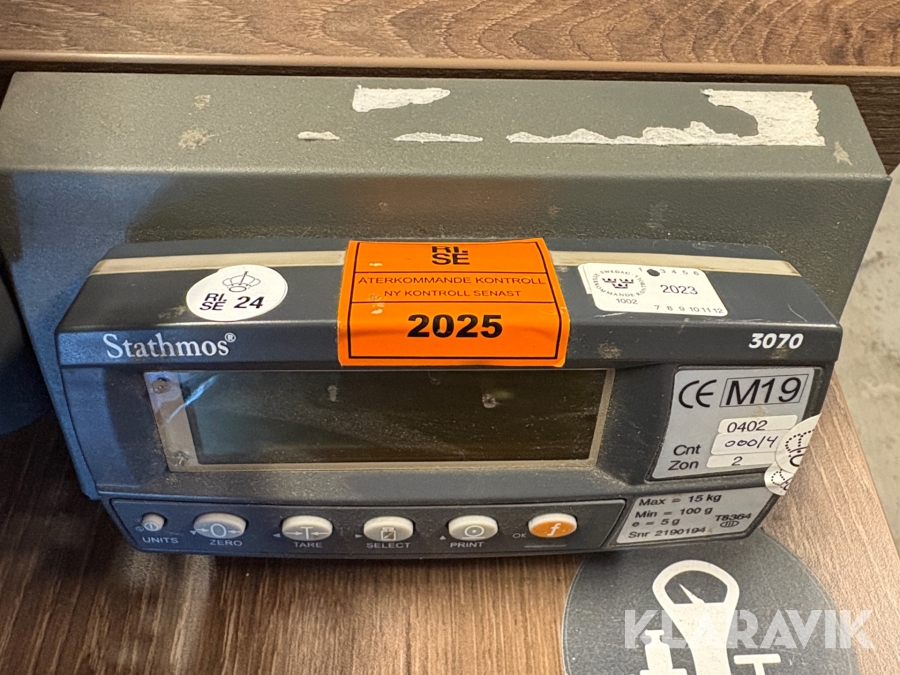 RI.
SE
ÅTERKOMMANDE KONTROLL
NY KONTROLL SENAST
2025
RI.
SE 24
3 4 5 6
2023
1002
7 8 9 10 11 12
Stathmos®
3070
CE M19
0402
Cnt 000/4
Zon 2
Max = 15 kg
Min = 100 g
e = 5 g
T8364
Snr 2190194
UNITS
0
ZERO
T
TARE
SELECT
PRINT
OK
f
KLARAVIK